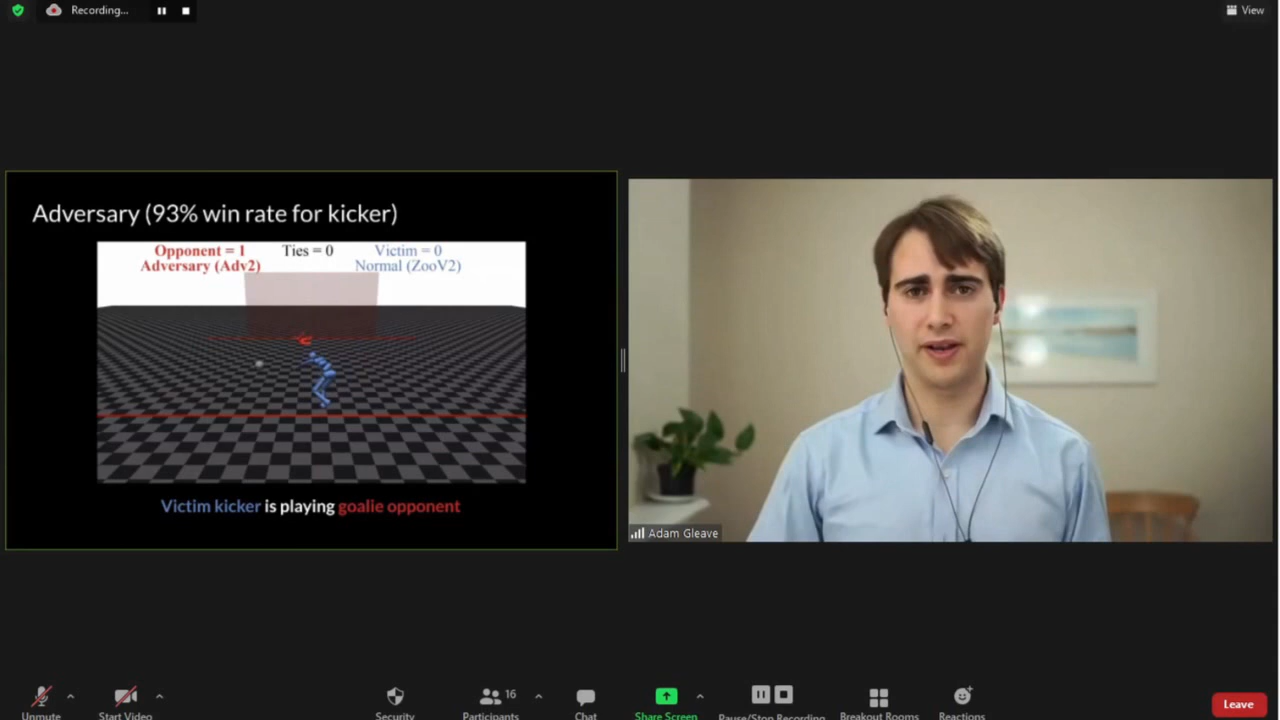 Recording...
View
Adversary (93% win rate for kicker)
Opponent = 1 Ties = 0 Victim = 0
Adversary (Adv2) Normal (ZooV2)
Victim kicker is playing goalie opponent
Adam Gleave
16
Unmute Start Video Security Participants Chat Share Screen Pause/Stop Recording Breakout Rooms Reactions
Leave